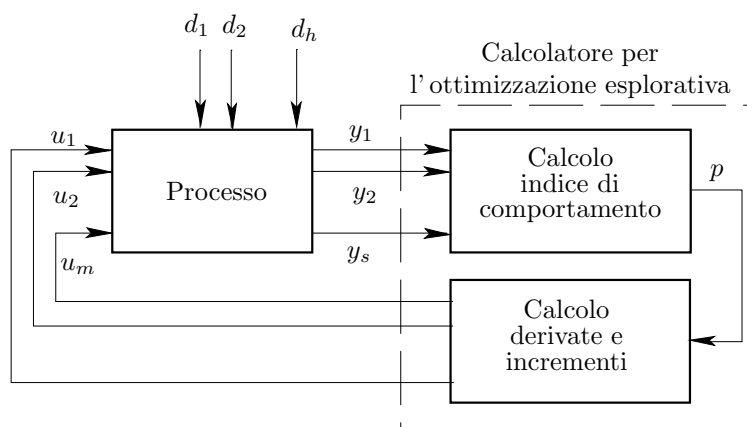 d1 d2 dh
Calcolatore per
l'ottimizzazione esplorativa
u1
y1
Calcolo
indice di
comportamento
p
Processo
u2
y2
um
ys
Calcolo
derivate e
incrementi